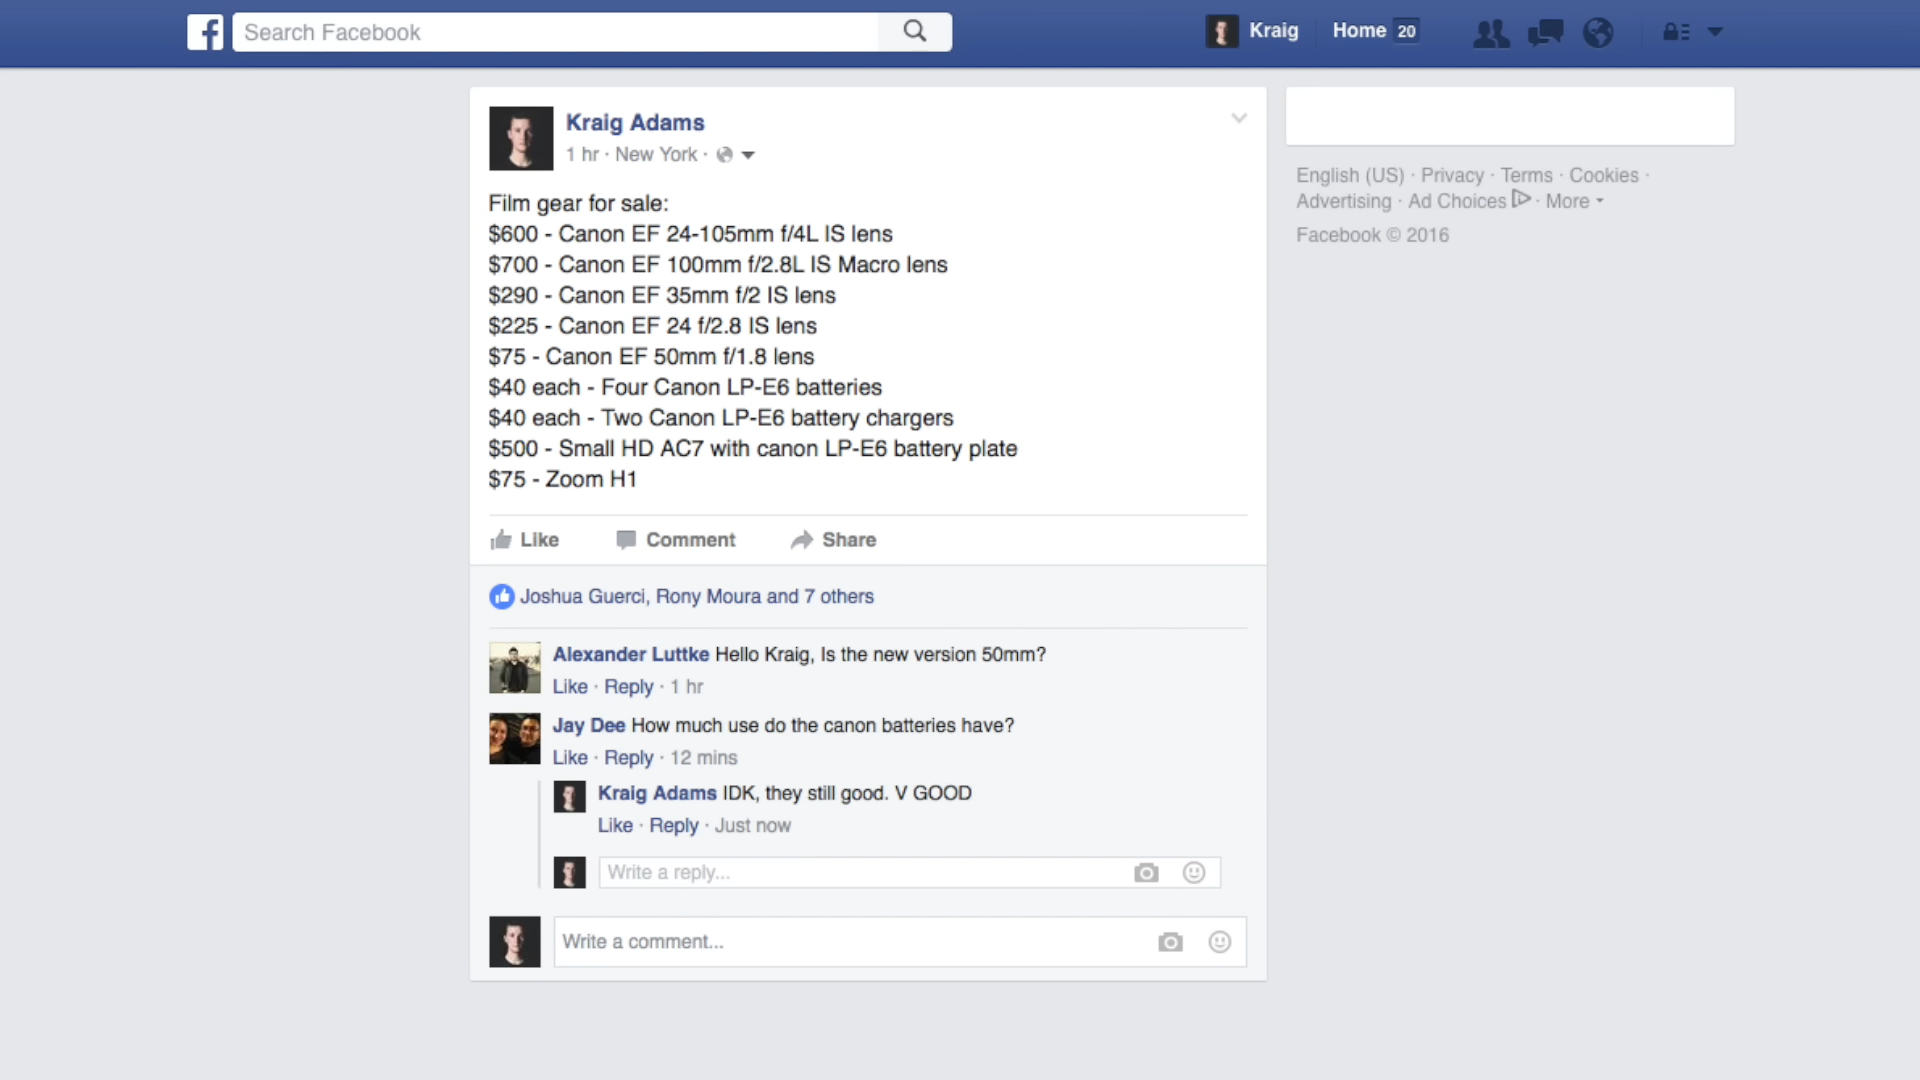 Search Facebook
Kraig
Home 20
Kraig Adams
1 hr · New York ·
Film gear for sale:
$600 - Canon EF 24-105mm f/4L IS lens
$700 - Canon EF 100mm f/2.8L IS Macro lens
$290 - Canon EF 35mm f/2 IS lens
$225 - Canon EF 24 f/2.8 IS lens
$75 - Canon EF 50mm f/1.8 lens
$40 each - Four Canon LP-E6 batteries
$40 each - Two Canon LP-E6 battery chargers
$500 - Small HD AC7 with canon LP-E6 battery plate
$75 - Zoom H1
Like Comment Share
Joshua Guerci, Rony Moura and 7 others
Alexander Luttke Hello Kraig, Is the new version 50mm?
Like · Reply · 1 hr
Jay Dee How much use do the canon batteries have?
Like · Reply · 12 mins
Kraig Adams IDK, they still good. V GOOD
Like · Reply · Just now
Write a reply...
Write a comment...
English (US) · Privacy · Terms · Cookies ·
Advertising · Ad Choices · More
Facebook © 2016